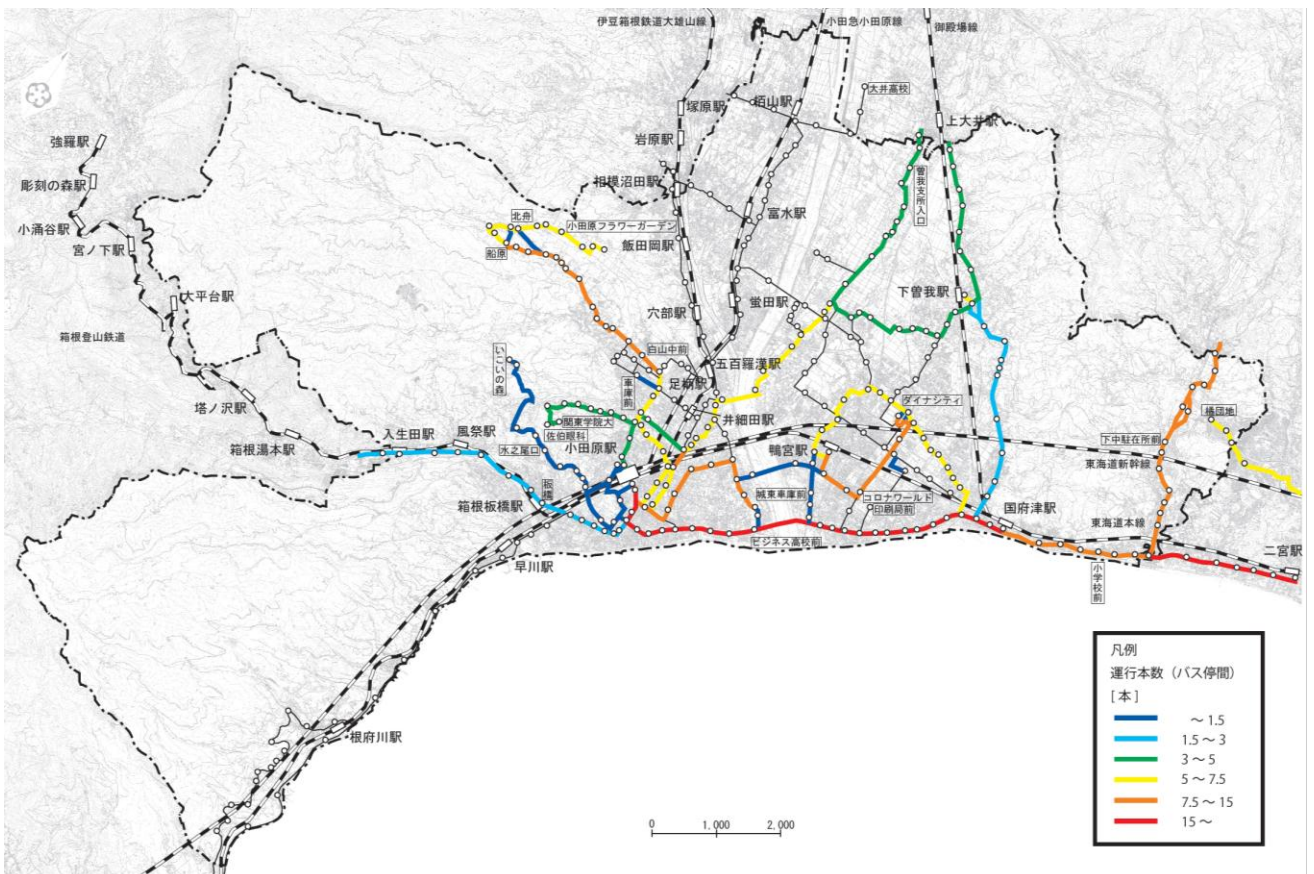 伊豆箱根鉄道大雄山線
小田急小田原線
御殿場線
塚原駅
栢山駅
大井高校
上大井駅
岩原駅
強羅駅
彫刻の森駅
相模沼田駅
曽我支所入口
小涌谷駅
富水駅
北舟
小田原フラワーガーデン
宮ノ下駅
飯田岡駅
船原
大平台駅
下曽我駅
螢田駅
穴部駅
箱根登山鉄道
いこいの森
白山中前
五百羅漢駅
車庫前
足柄駅
塔ノ沢駅
ダイナシティ
橘団地
関東学院大
井細田駅
入生田駅
風祭駅
佐伯眼科
下中駐在所前
箱根湯本駅
小田原駅
鴨宮駅
水之尾口
東海道新幹線
板橋
城東車庫前
コロナワールド
箱根板橋駅
印刷局前
国府津駅
東海道本線
ビジネス高校前
二宮駅
早川駅
小学校前
根府川駅
凡例
運行本数（バス停間）
[本]
～1.5
1.5～3
3～5
5～7.5
7.5～15
15～
0 1,000 2,000